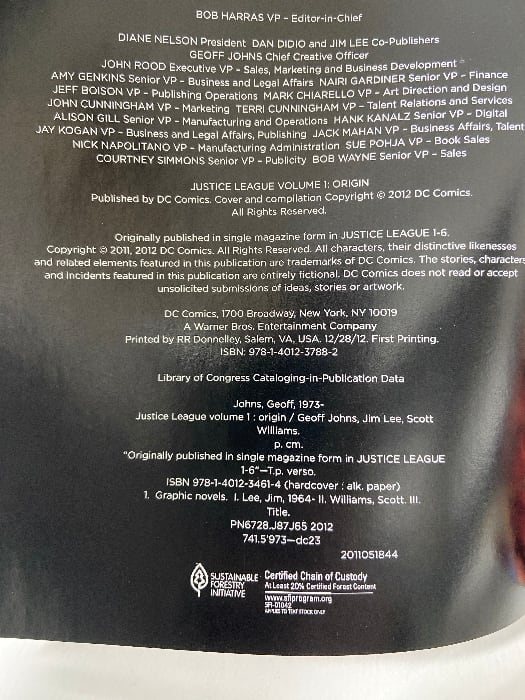 BOB HARRAS VP – Editor-in-Chief
DIANE NELSON President DAN DIDIO and JIM LEE Co-Publishers
GEOFF JOHNS Chief Creative Officer
JOHN ROOD Executive VP – Sales, Marketing and Business Development
AMY GENKINS Senior VP – Business and Legal Affairs NAIRI GARDINER Senior VP – Finance
JEFF BOISON VP – Publishing Operations MARK CHIARELLO VP – Art Direction and Design
JOHN CUNNINGHAM VP – Marketing TERRI CUNNINGHAM VP – Talent Relations and Services
ALISON GILL Senior VP – Manufacturing and Operations HANK KANALZ Senior VP – Digital
JAY KOGAN VP – Business and Legal Affairs, Publishing JACK MAHAN VP – Business Affairs, Talent
NICK NAPOLITANO VP – Manufacturing Administration SUE POHJA VP – Book Sales
COURTNEY SIMMONS Senior VP – Publicity BOB WAYNE Senior VP – Sales
JUSTICE LEAGUE VOLUME 1: ORIGIN
Published by DC Comics. Cover and compilation Copyright © 2012 DC Comics.
All Rights Reserved.
Originally published in single magazine form in JUSTICE LEAGUE 1-6.
Copyright © 2011, 2012 DC Comics. All Rights Reserved. All characters, their distinctive likenesses
and related elements featured in this publication are trademarks of DC Comics. The stories, characters
and incidents featured in this publication are entirely fictional. DC Comics does not read or accept
unsolicited submissions of ideas, stories or artwork.
DC Comics, 1700 Broadway, New York, NY 10019
A Warner Bros. Entertainment Company
Printed by RR Donnelley, Salem, VA, USA. 12/28/12. First Printing.
ISBN: 978-1-4012-3788-2
Library of Congress Cataloging-in-Publication Data
Johns, Geoff, 1973-
Justice League volume 1 : origin / Geoff Johns, Jim Lee, Scott
Williams.
p. cm.
"Originally published in single magazine form in JUSTICE LEAGUE
1-6"—T.p. verso.
ISBN 978-1-4012-3461-4 (hardcover : alk. paper)
1. Graphic novels. I. Lee, Jim, 1964- II. Williams, Scott. III.
Title.
PN6728.J87J65 2012
741.5'973—dc23
2011051844
SUSTAINABLE
FORESTRY
INITIATIVE
Certified Chain of Custody
At Least 20% Certified Forest Content
www.sfiprogram.org
SFI-01042
APPLIES TO TEXT STOCK ONLY